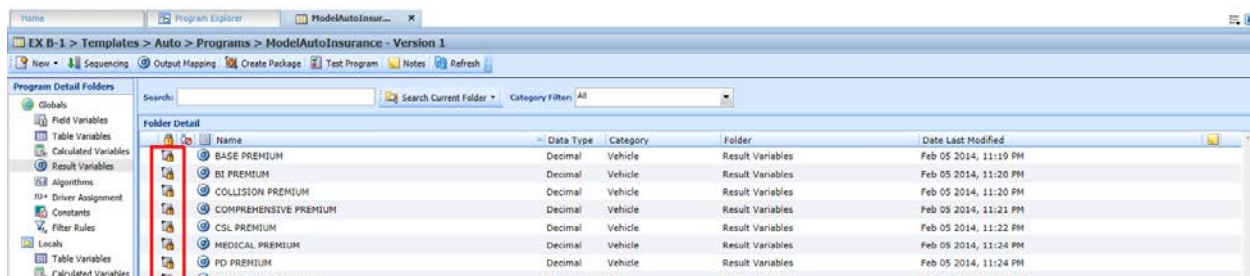 Home Program Explorer ModelAutoInsur... x
EX B-1 > Templates > Auto > Programs > ModelAutoInsurance - Version 1
New Sequencing Output Mapping Create Package Test Program Notes Refresh
Program Detail Folders
Search: Search Current Folder Category Filter: All
Globals
Field Variables
Table Variables
Calculated Variables
Result Variables
Algorithms
Driver Assignment
Constants
Filter Rules
Locals
Table Variables
Calculated Variables
Folder Detail
Name Data Type Category Folder Date Last Modified
BASE PREMIUM Decimal Vehicle Result Variables Feb 05 2014, 11:19 PM
BI PREMIUM Decimal Vehicle Result Variables Feb 05 2014, 11:20 PM
COLLISION PREMIUM Decimal Vehicle Result Variables Feb 05 2014, 11:20 PM
COMPREHENSIVE PREMIUM Decimal Vehicle Result Variables Feb 05 2014, 11:21 PM
CSL PREMIUM Decimal Vehicle Result Variables Feb 05 2014, 11:22 PM
MEDICAL PREMIUM Decimal Vehicle Result Variables Feb 05 2014, 11:24 PM
PD PREMIUM Decimal Vehicle Result Variables Feb 05 2014, 11:24 PM